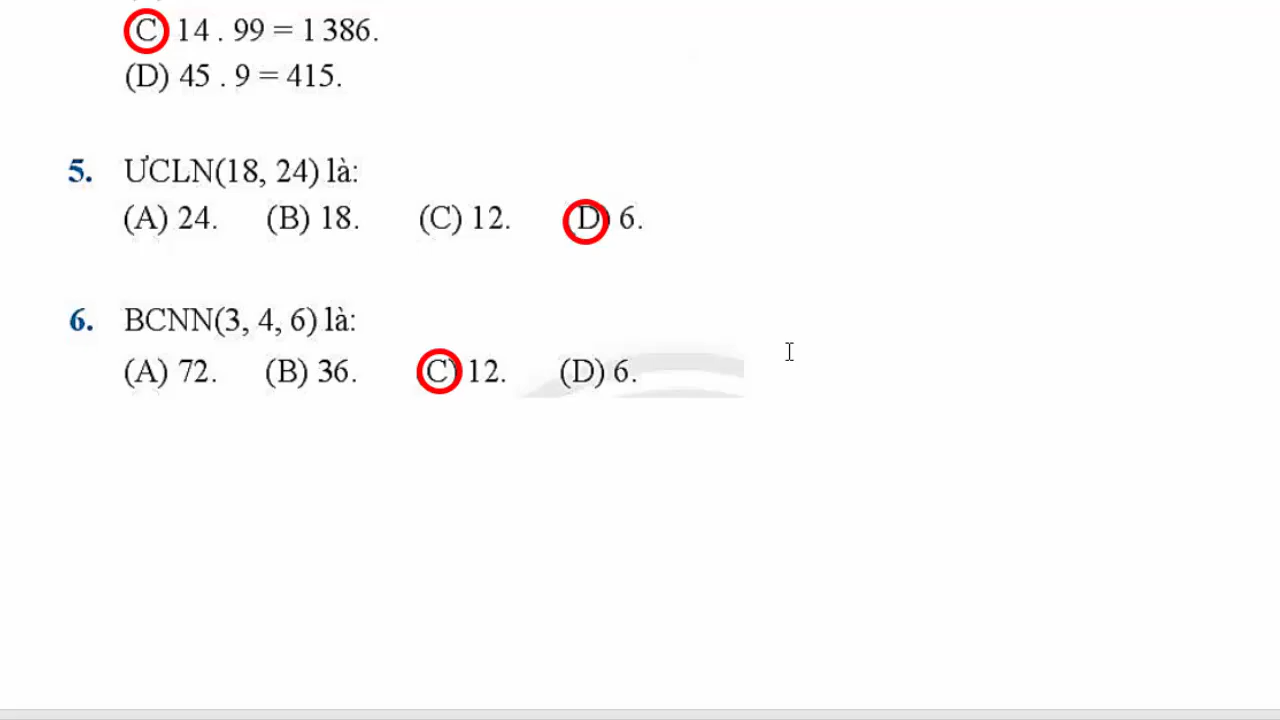 C 14 . 99 = 1 386.
(D) 45 . 9 = 415.
5. ƯCLN(18, 24) là:
(A) 24. (B) 18. (C) 12. D) 6.
6. BCNN(3, 4, 6) là:
(A) 72. (B) 36. (C) 12. (D) 6.